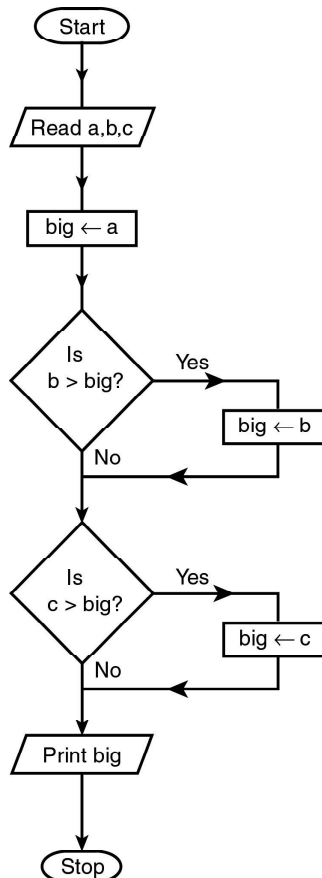 Start
Read a,b,c
big ← a
Is
b > big?
Yes
big ← b
No
Is
c > big?
Yes
big ← c
No
Print big
Stop